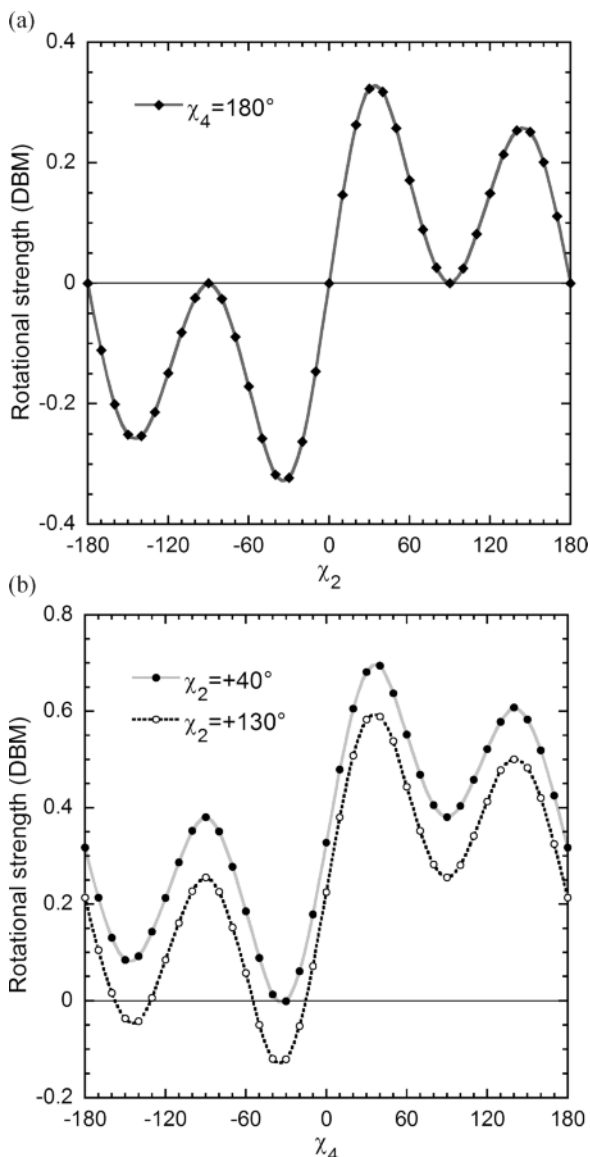 (a)
0.4
χ4=180°
0.2
0
-0.2
-0.4
Rotational strength (DBM)
-180 -120 -60 0 60 120 180
χ2
(b)
0.8
χ2=+40°
χ2=+130°
0.6
0.4
0.2
0
-0.2
Rotational strength (DBM)
-180 -120 -60 0 60 120 180
χ4